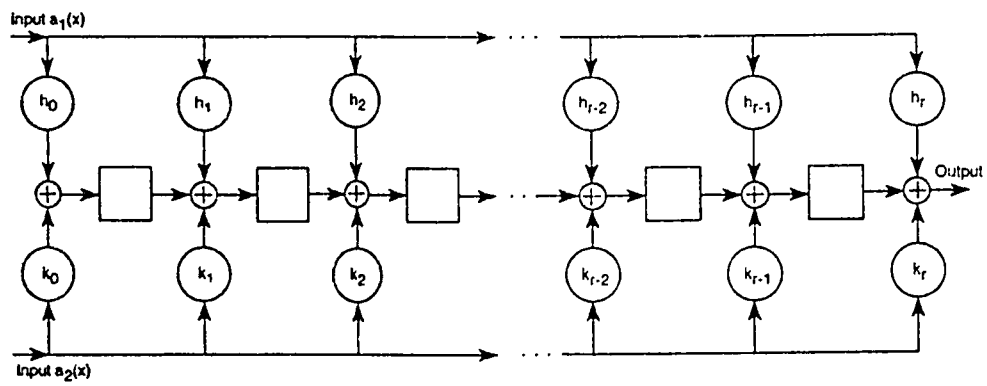 Input a₁(x)
h₀ h₁ h₂ ... hᵣ₋₂ hᵣ₋₁ hᵣ
Output
k₀ k₁ k₂ kᵣ₋₂ kᵣ₋₁ kᵣ
Input a₂(x)